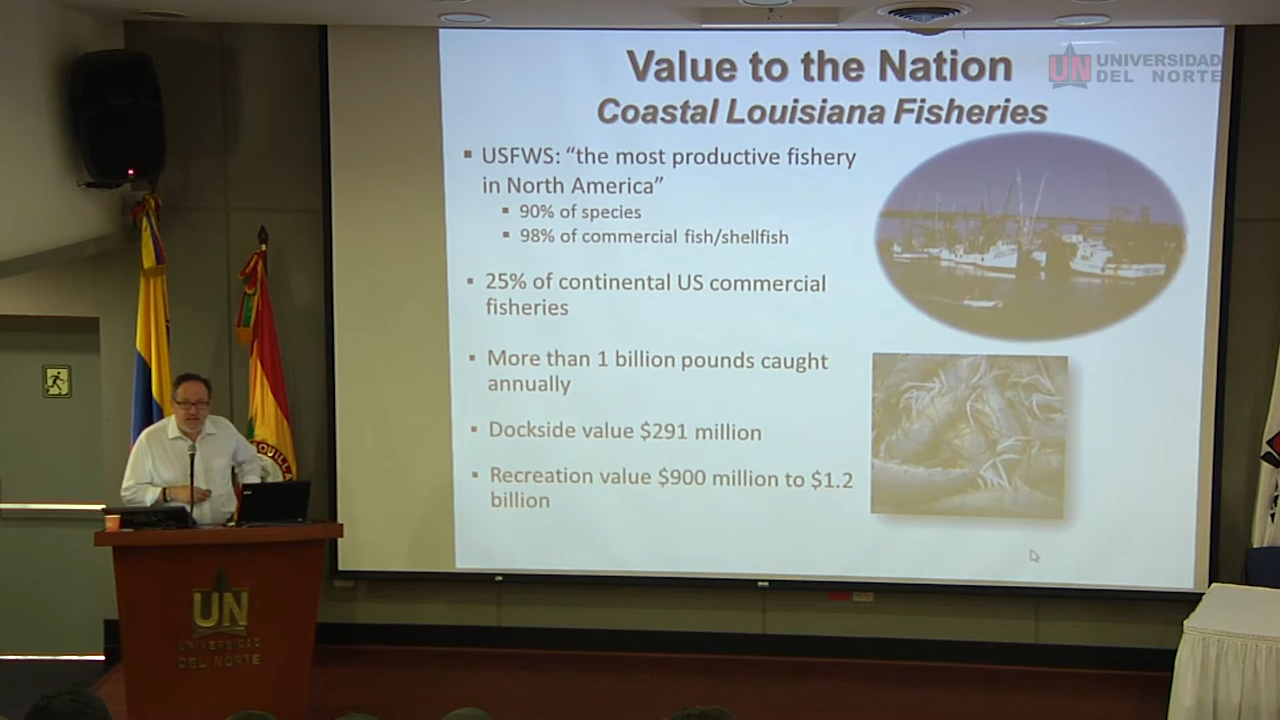 Value to the Nation
Coastal Louisiana Fisheries
UN UNIVERSIDAD
DEL NORTE
▪ USFWS: “the most productive fishery
in North America”
▪ 90% of species
▪ 98% of commercial fish/shellfish
▪ 25% of continental US commercial
fisheries
▪ More than 1 billion pounds caught
annually
▪ Dockside value $291 million
▪ Recreation value $900 million to $1.2
billion
UN
UNIVERSIDAD
DEL NORTE